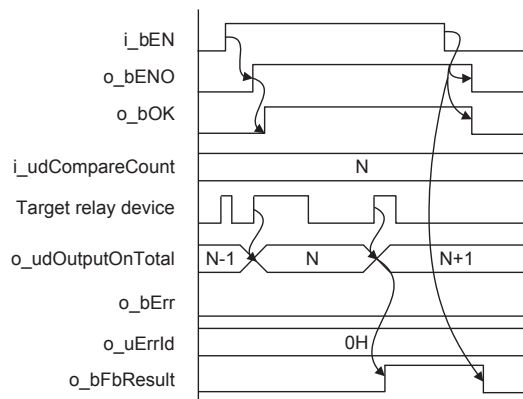 i_bEN
o_bENO
o_bOK
i_udCompareCount
N
Target relay device
o_udOutputOnTotal
N-1
N
N+1
o_bErr
o_uErrId
0H
o_bFbResult